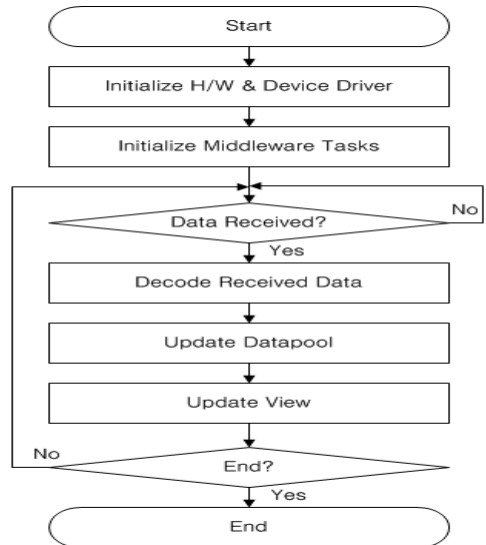 Start
Initialize H/W & Device Driver
Initialize Middleware Tasks
Data Received?
No
Yes
Decode Received Data
Update Datapool
Update View
No
End?
Yes
End